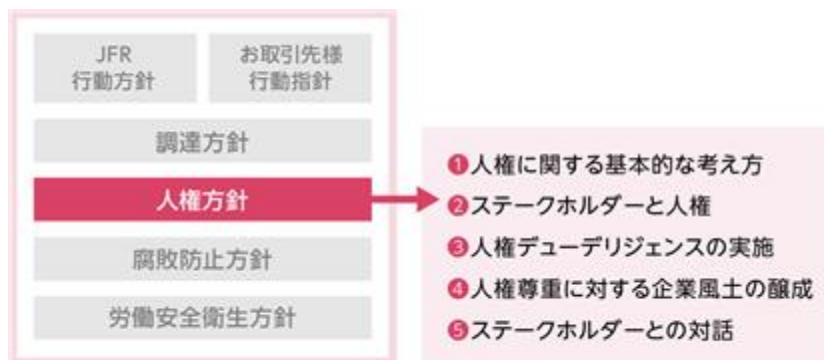 JFR
行動方針
お取引先様
行動指針
調達方針
人権方針
腐敗防止方針
労働安全衛生方針
❶人権に関する基本的な考え方
❷ステークホルダーと人権
❸人権デューデリジェンスの実施
❹人権尊重に対する企業風土の醸成
❺ステークホルダーとの対話